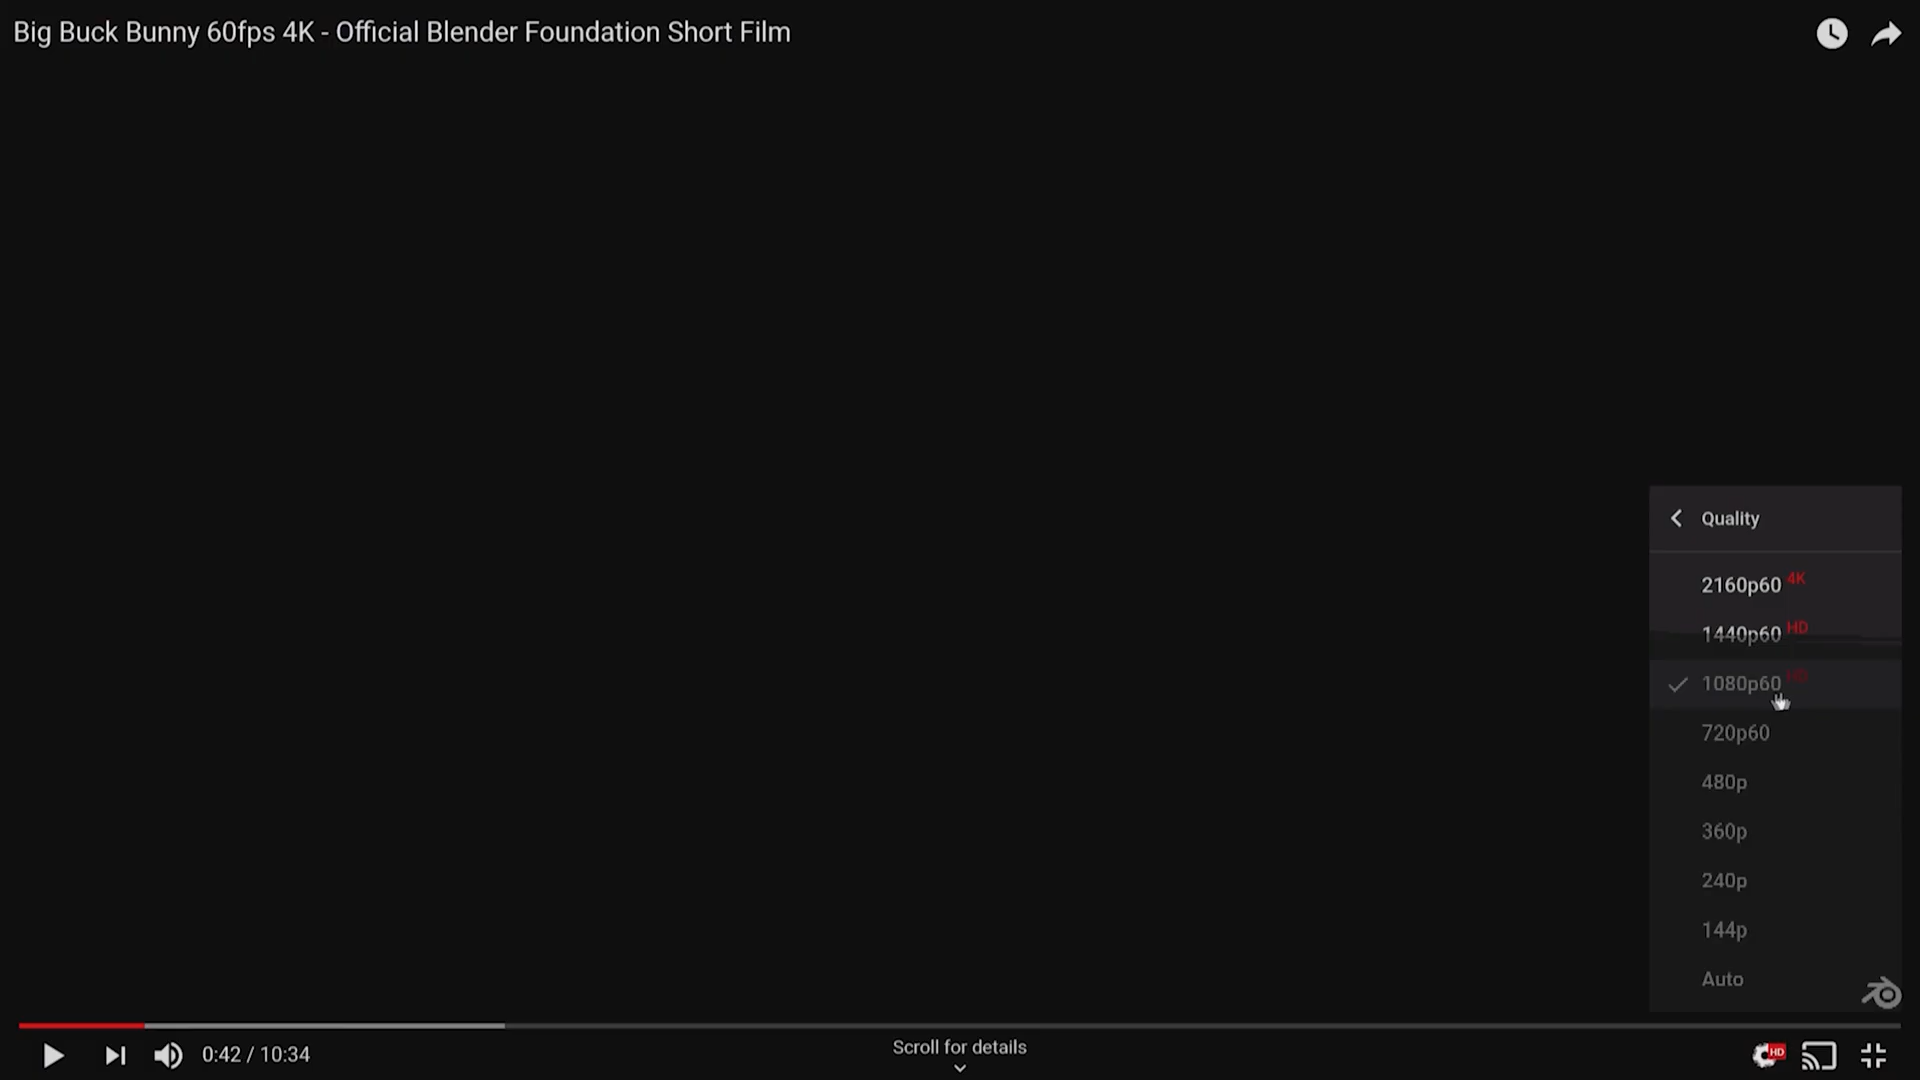 Big Buck Bunny 60fps 4K - Official Blender Foundation Short Film
Quality
2160p60 4K
1440p60 HD
1080p60 HD
720p60
480p
360p
240p
144p
Auto
0:42 / 10:34
Scroll for details
HD